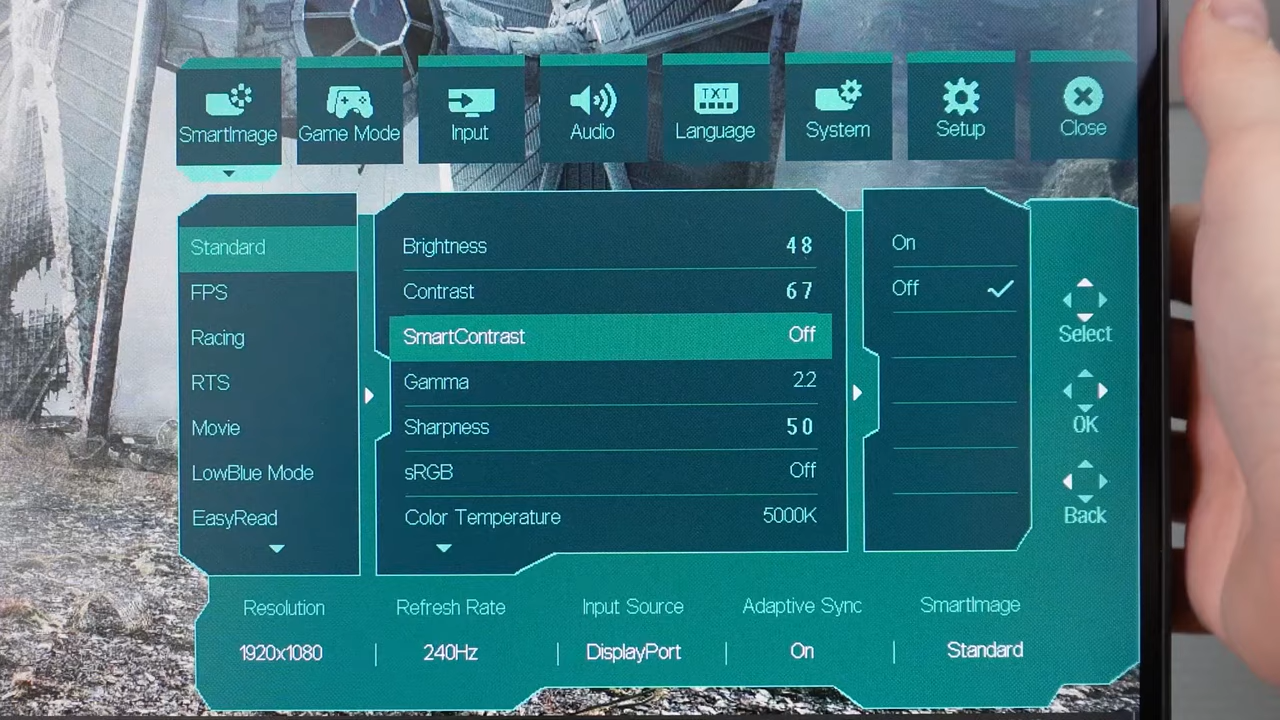 SmartImage
Game Mode
Input
Audio
TXT
Language
System
Setup
Close
Standard
FPS
Racing
RTS
Movie
LowBlue Mode
EasyRead
Brightness 48
Contrast 67
SmartContrast Off
Gamma 2.2
Sharpness 50
sRGB Off
Color Temperature 5000K
On
Off
Select
OK
Back
Resolution
1920x1080
Refresh Rate
240Hz
Input Source
DisplayPort
Adaptive Sync
On
SmartImage
Standard